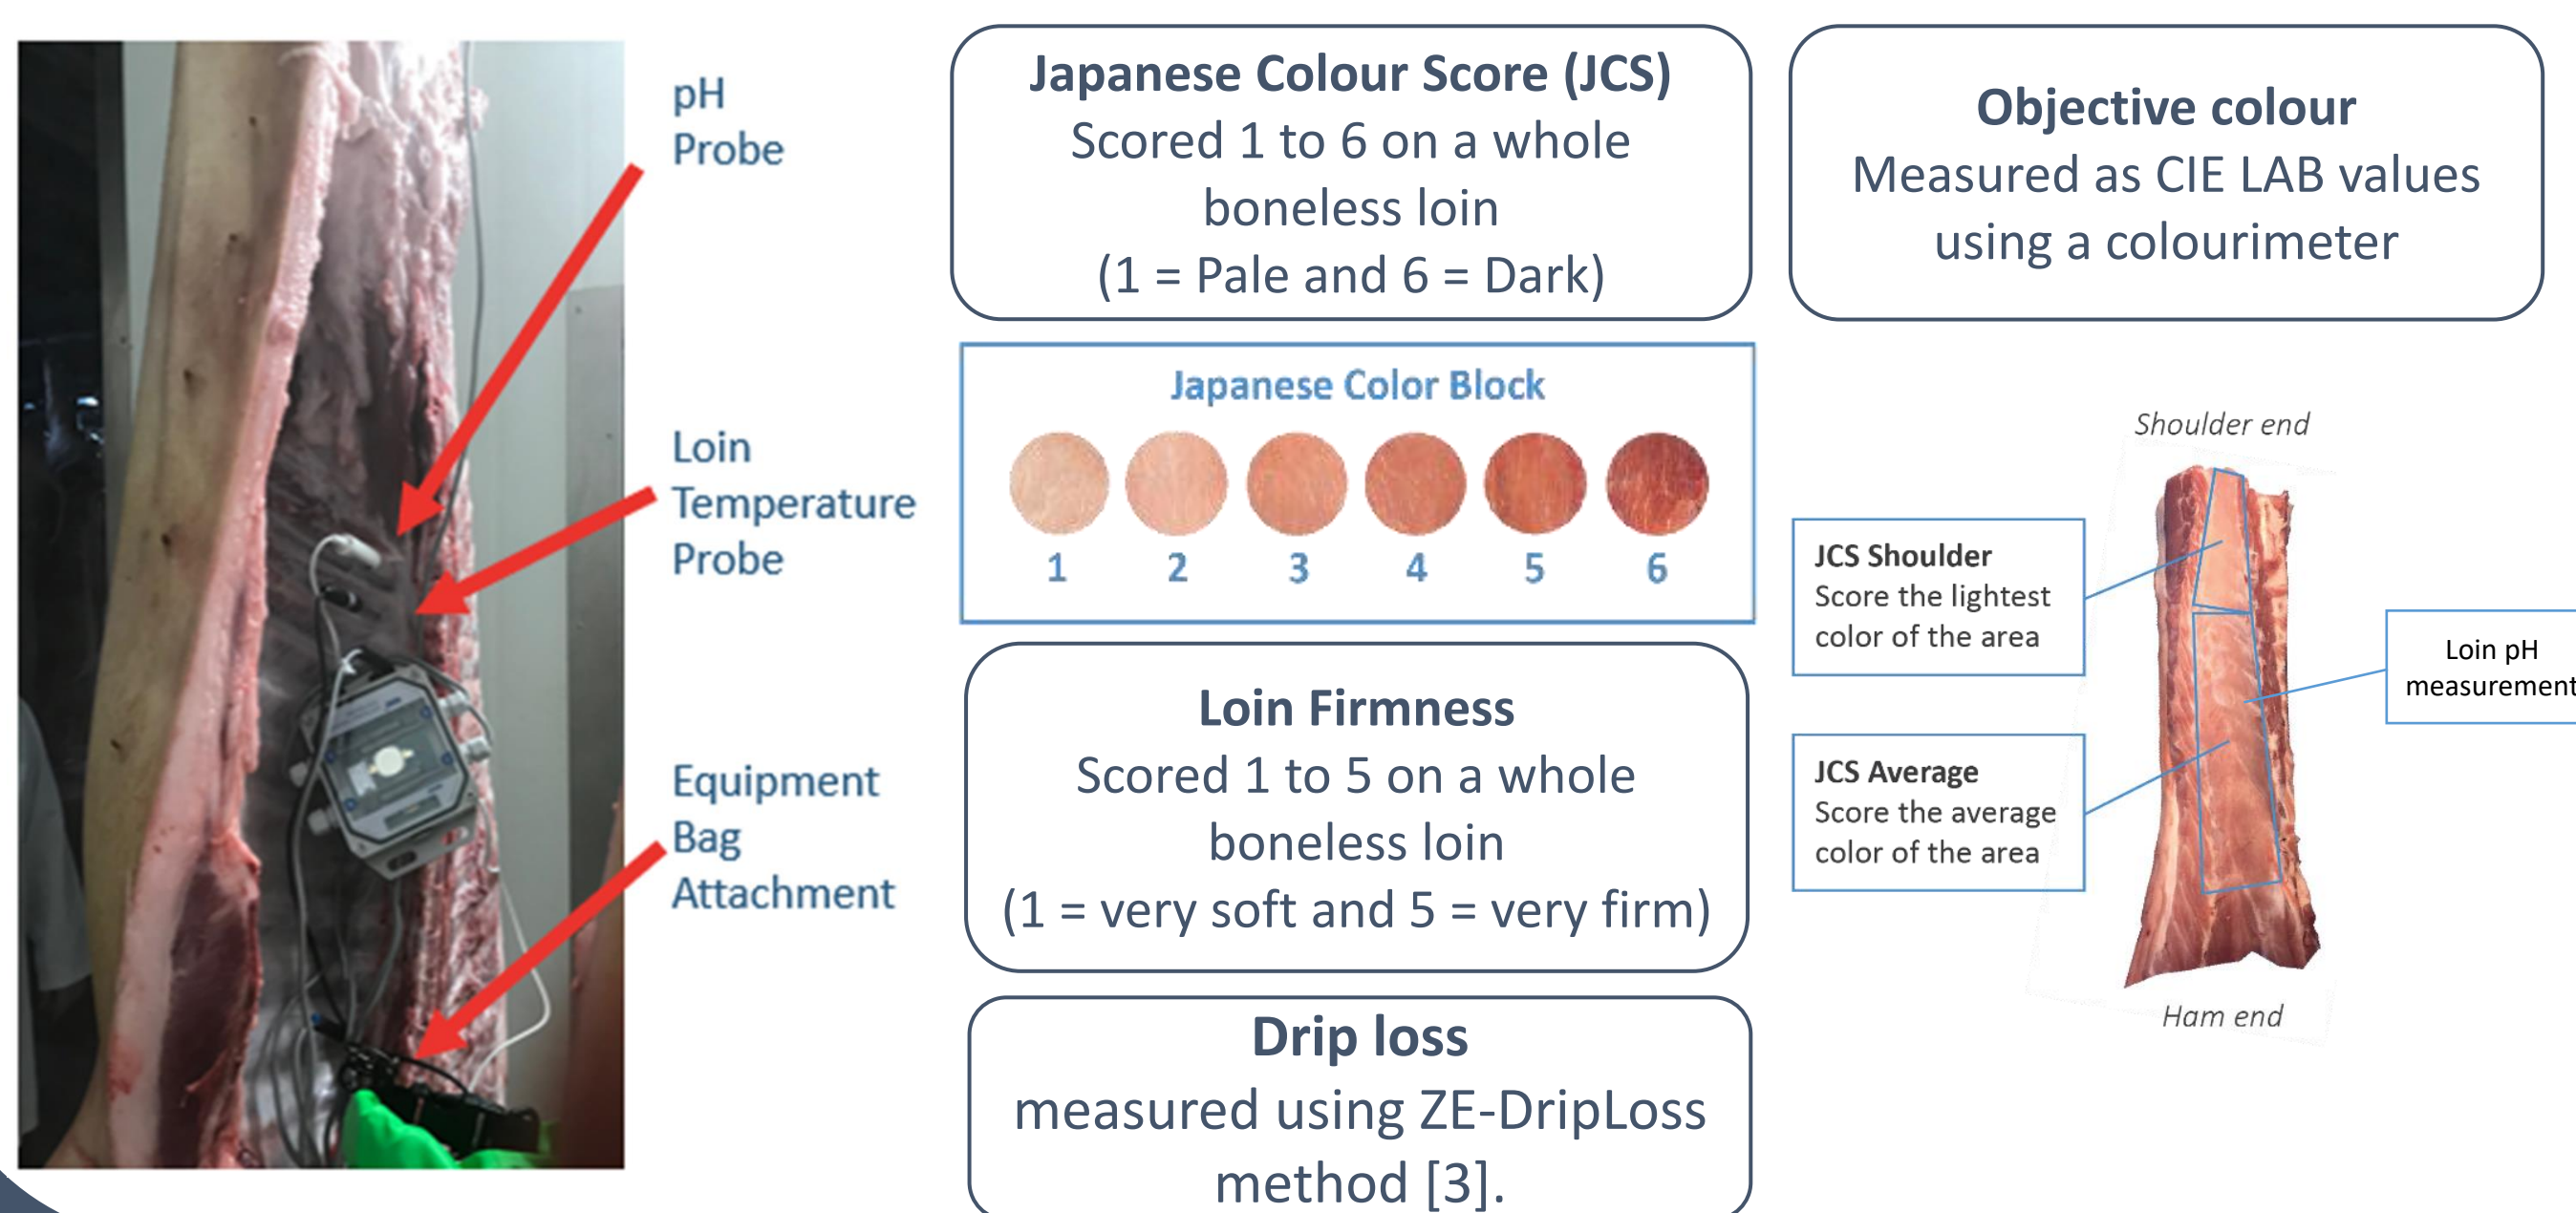 pH
Probe
Loin
Temperature
Probe
Equipment
Bag
Attachment
Japanese Colour Score (JCS)
Scored 1 to 6 on a whole
boneless loin
(1 = Pale and 6 = Dark)
Japanese Color Block
1 2 3 4 5 6
Loin Firmness
Scored 1 to 5 on a whole
boneless loin
(1 = very soft and 5 = very firm)
Drip loss
measured using ZE-DripLoss
method [3].
Objective colour
Measured as CIE LAB values
using a colourimeter
Shoulder end
JCS Shoulder
Score the lightest
color of the area
Loin pH
measurement
JCS Average
Score the average
color of the area
Ham end